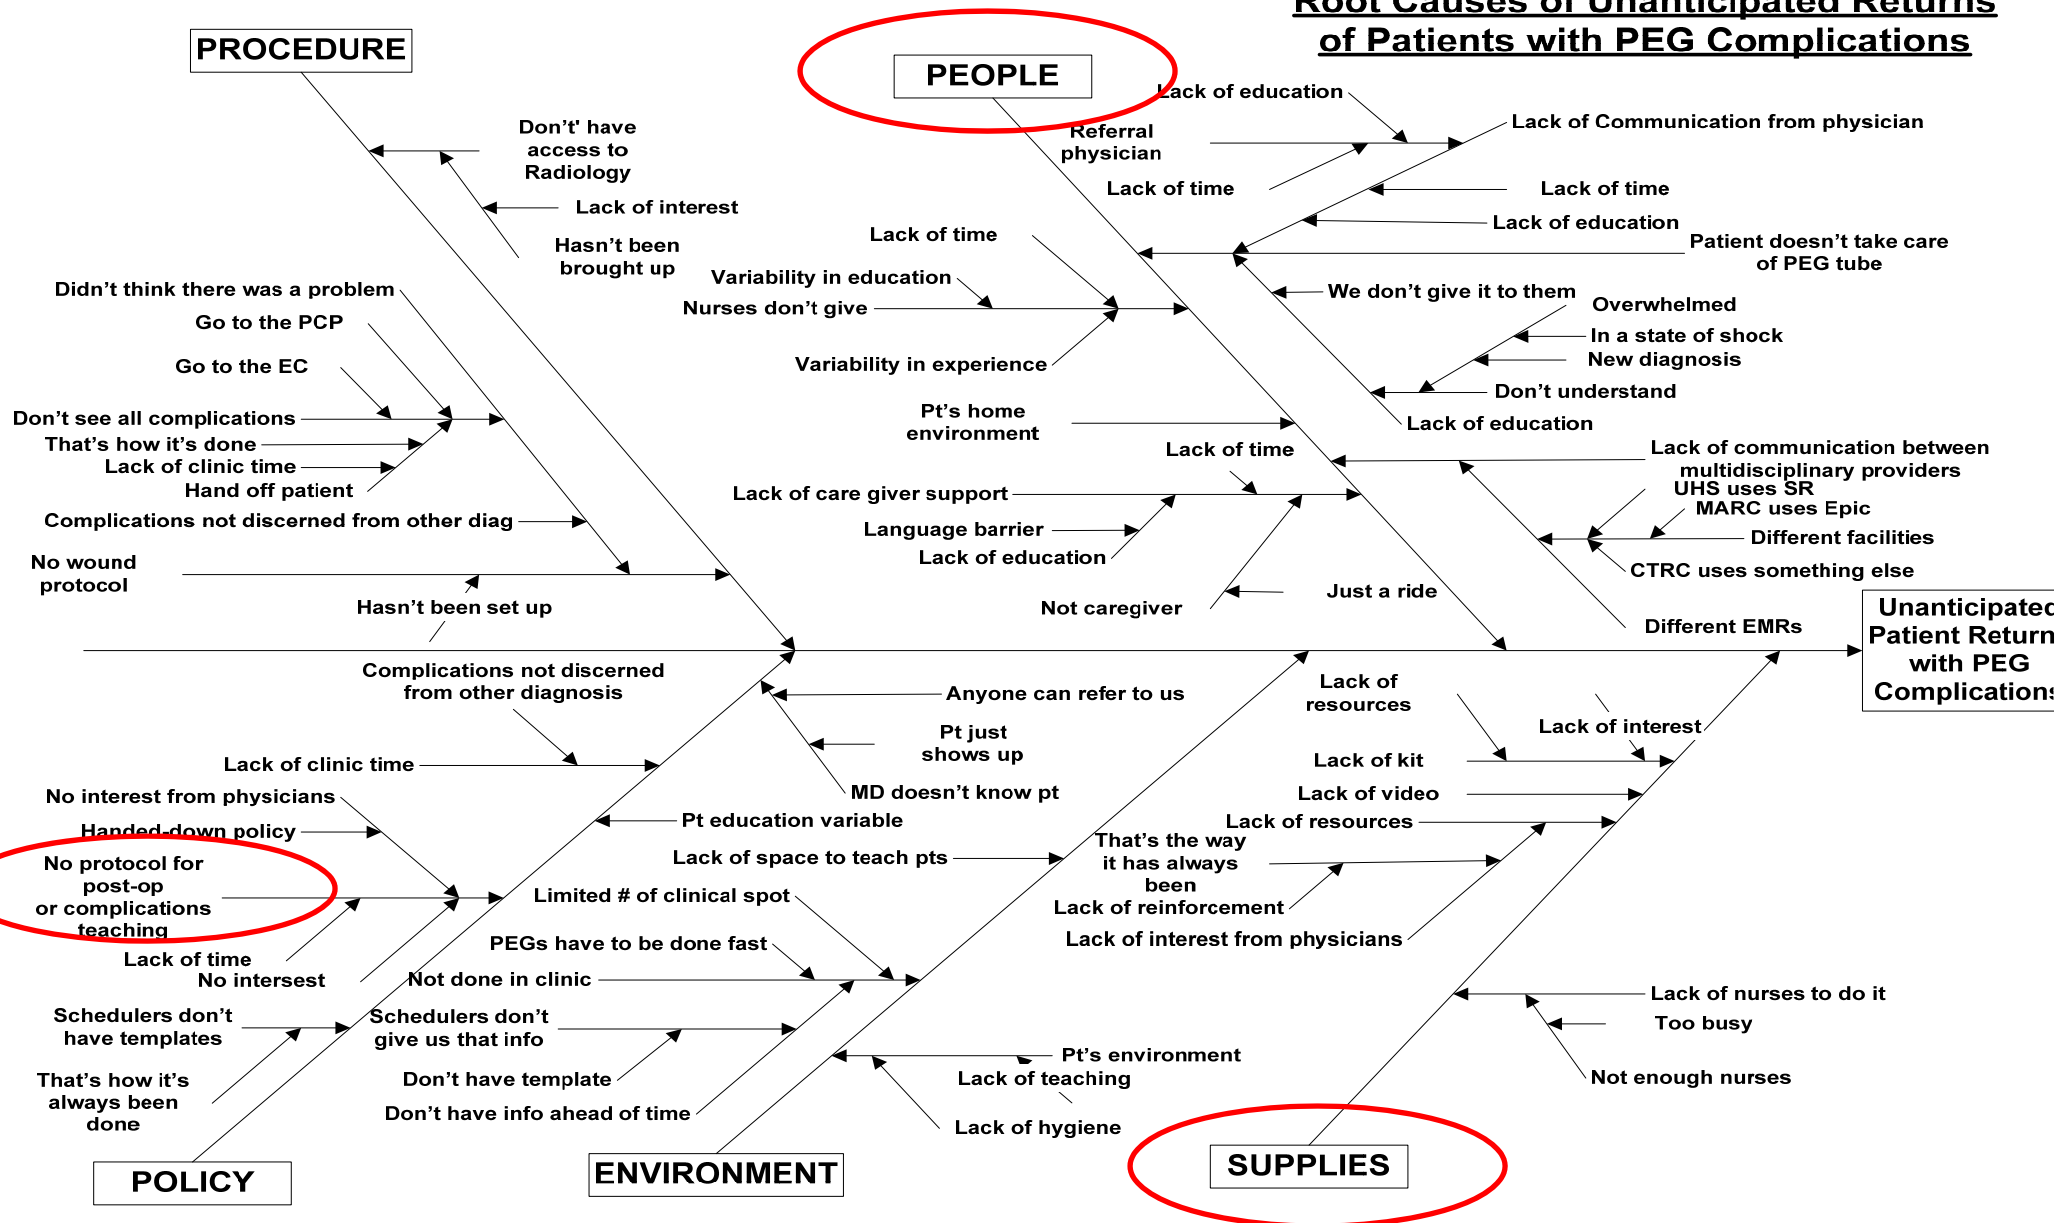 Root Causes of Unanticipated Returns
of Patients with PEG Complications
PROCEDURE
Don't' have
access to
Radiology
Lack of interest
Hasn't been
brought up
Didn't think there was a problem
Go to the PCP
Go to the EC
Don't see all complications
That's how it's done
Lack of clinic time
Hand off patient
Complications not discerned from other diag
No wound
protocol
Hasn't been set up
PEOPLE
Lack of education
Referral
physician
Lack of time
Lack of Communication from physician
Lack of time
Lack of education
Patient doesn't take care
of PEG tube
Lack of time
Variability in education
Nurses don't give
Variability in experience
We don't give it to them
Overwhelmed
In a state of shock
New diagnosis
Don't understand
Lack of education
Pt's home
environment
Lack of time
Lack of care giver support
Language barrier
Lack of education
Not caregiver
Just a ride
Lack of communication between
multidisciplinary providers
UHS uses SR
MARC uses Epic
Different facilities
CTRC uses something else
Different EMRs
Unanticipated
Patient Return
with PEG
Complications
Complications not discerned
from other diagnosis
Anyone can refer to us
Pt just
shows up
MD doesn't know pt
Lack of clinic time
No interest from physicians
Handed-down policy
Pt education variable
No protocol for
post-op
or complications
teaching
Lack of time
No intersest
Schedulers don't
have templates
That's how it's
always been
done
POLICY
Lack of space to teach pts
Limited # of clinical spot
PEGs have to be done fast
Not done in clinic
Schedulers don't
give us that info
Don't have template
Don't have info ahead of time
Pt's environment
Lack of teaching
Lack of hygiene
ENVIRONMENT
Lack of
resources
Lack of interest
Lack of kit
Lack of video
Lack of resources
That's the way
it has always
been
Lack of reinforcement
Lack of interest from physicians
Lack of nurses to do it
Too busy
Not enough nurses
SUPPLIES